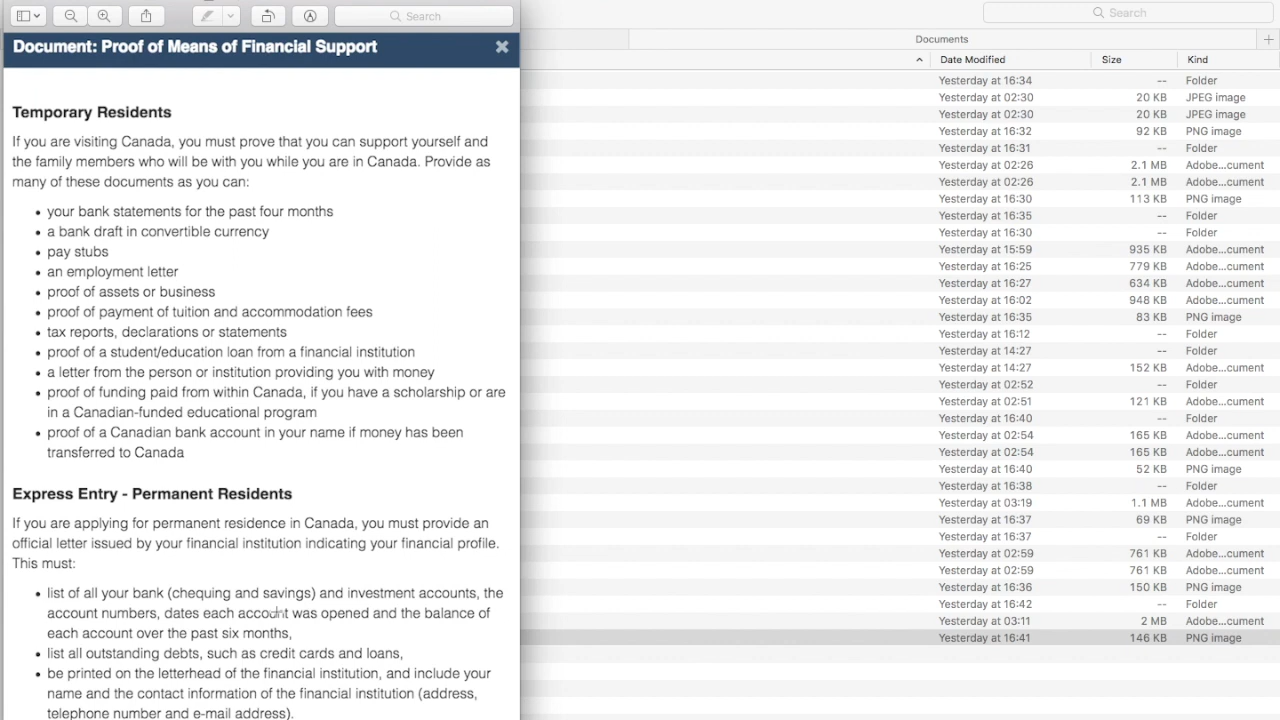 Search
Document: Proof of Means of Financial Support
Temporary Residents
If you are visiting Canada, you must prove that you can support yourself and
the family members who will be with you while you are in Canada. Provide as
many of these documents as you can:
• your bank statements for the past four months
• a bank draft in convertible currency
• pay stubs
• an employment letter
• proof of assets or business
• proof of payment of tuition and accommodation fees
• tax reports, declarations or statements
• proof of a student/education loan from a financial institution
• a letter from the person or institution providing you with money
• proof of funding paid from within Canada, if you have a scholarship or are
in a Canadian-funded educational program
• proof of a Canadian bank account in your name if money has been
transferred to Canada
Express Entry - Permanent Residents
If you are applying for permanent residence in Canada, you must provide an
official letter issued by your financial institution indicating your financial profile.
This must:
• list of all your bank (chequing and savings) and investment accounts, the
account numbers, dates each account was opened and the balance of
each account over the past six months,
• list all outstanding debts, such as credit cards and loans,
• be printed on the letterhead of the financial institution, and include your
name and the contact information of the financial institution (address,
telephone number and e-mail address).
Search
Documents
Date Modified Size Kind
Yesterday at 16:34 -- Folder
Yesterday at 02:30 20 KB JPEG image
Yesterday at 02:30 20 KB JPEG image
Yesterday at 16:32 92 KB PNG image
Yesterday at 16:31 -- Folder
Yesterday at 02:26 2.1 MB Adobe...cument
Yesterday at 02:26 2.1 MB Adobe...cument
Yesterday at 16:30 113 KB PNG image
Yesterday at 16:35 -- Folder
Yesterday at 16:30 -- Folder
Yesterday at 15:59 935 KB Adobe...cument
Yesterday at 16:25 779 KB Adobe...cument
Yesterday at 16:27 634 KB Adobe...cument
Yesterday at 16:02 948 KB Adobe...cument
Yesterday at 16:35 83 KB PNG image
Yesterday at 16:12 -- Folder
Yesterday at 14:27 -- Folder
Yesterday at 14:27 152 KB Adobe...cument
Yesterday at 02:52 -- Folder
Yesterday at 02:51 121 KB Adobe...cument
Yesterday at 16:40 -- Folder
Yesterday at 02:54 165 KB Adobe...cument
Yesterday at 02:54 165 KB Adobe...cument
Yesterday at 16:40 52 KB PNG image
Yesterday at 16:38 -- Folder
Yesterday at 03:19 1.1 MB Adobe...cument
Yesterday at 16:37 69 KB PNG image
Yesterday at 16:37 -- Folder
Yesterday at 02:59 761 KB Adobe...cument
Yesterday at 02:59 761 KB Adobe...cument
Yesterday at 16:36 150 KB PNG image
Yesterday at 16:42 -- Folder
Yesterday at 03:11 2 MB Adobe...cument
Yesterday at 16:41 146 KB PNG image